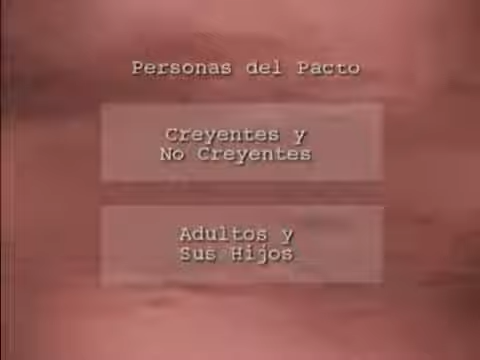 Personas del Pacto
Creyentes y
No Creyentes
Adultos y
Sus Hijos